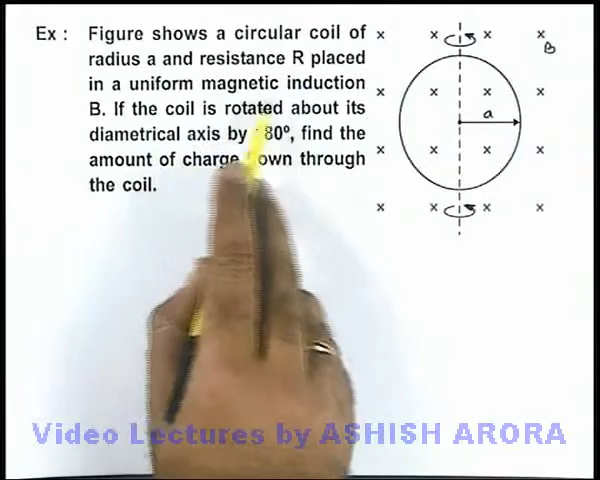 Ex : Figure shows a circular coil of
radius a and resistance R placed
in a uniform magnetic induction
B. If the coil is rotated about its
diametrical axis by 80º, find the
amount of charge through
the coil.
x x x x
B
x x x x
a
x x x x
x x x x
Video Lectures by ASHISH ARORA